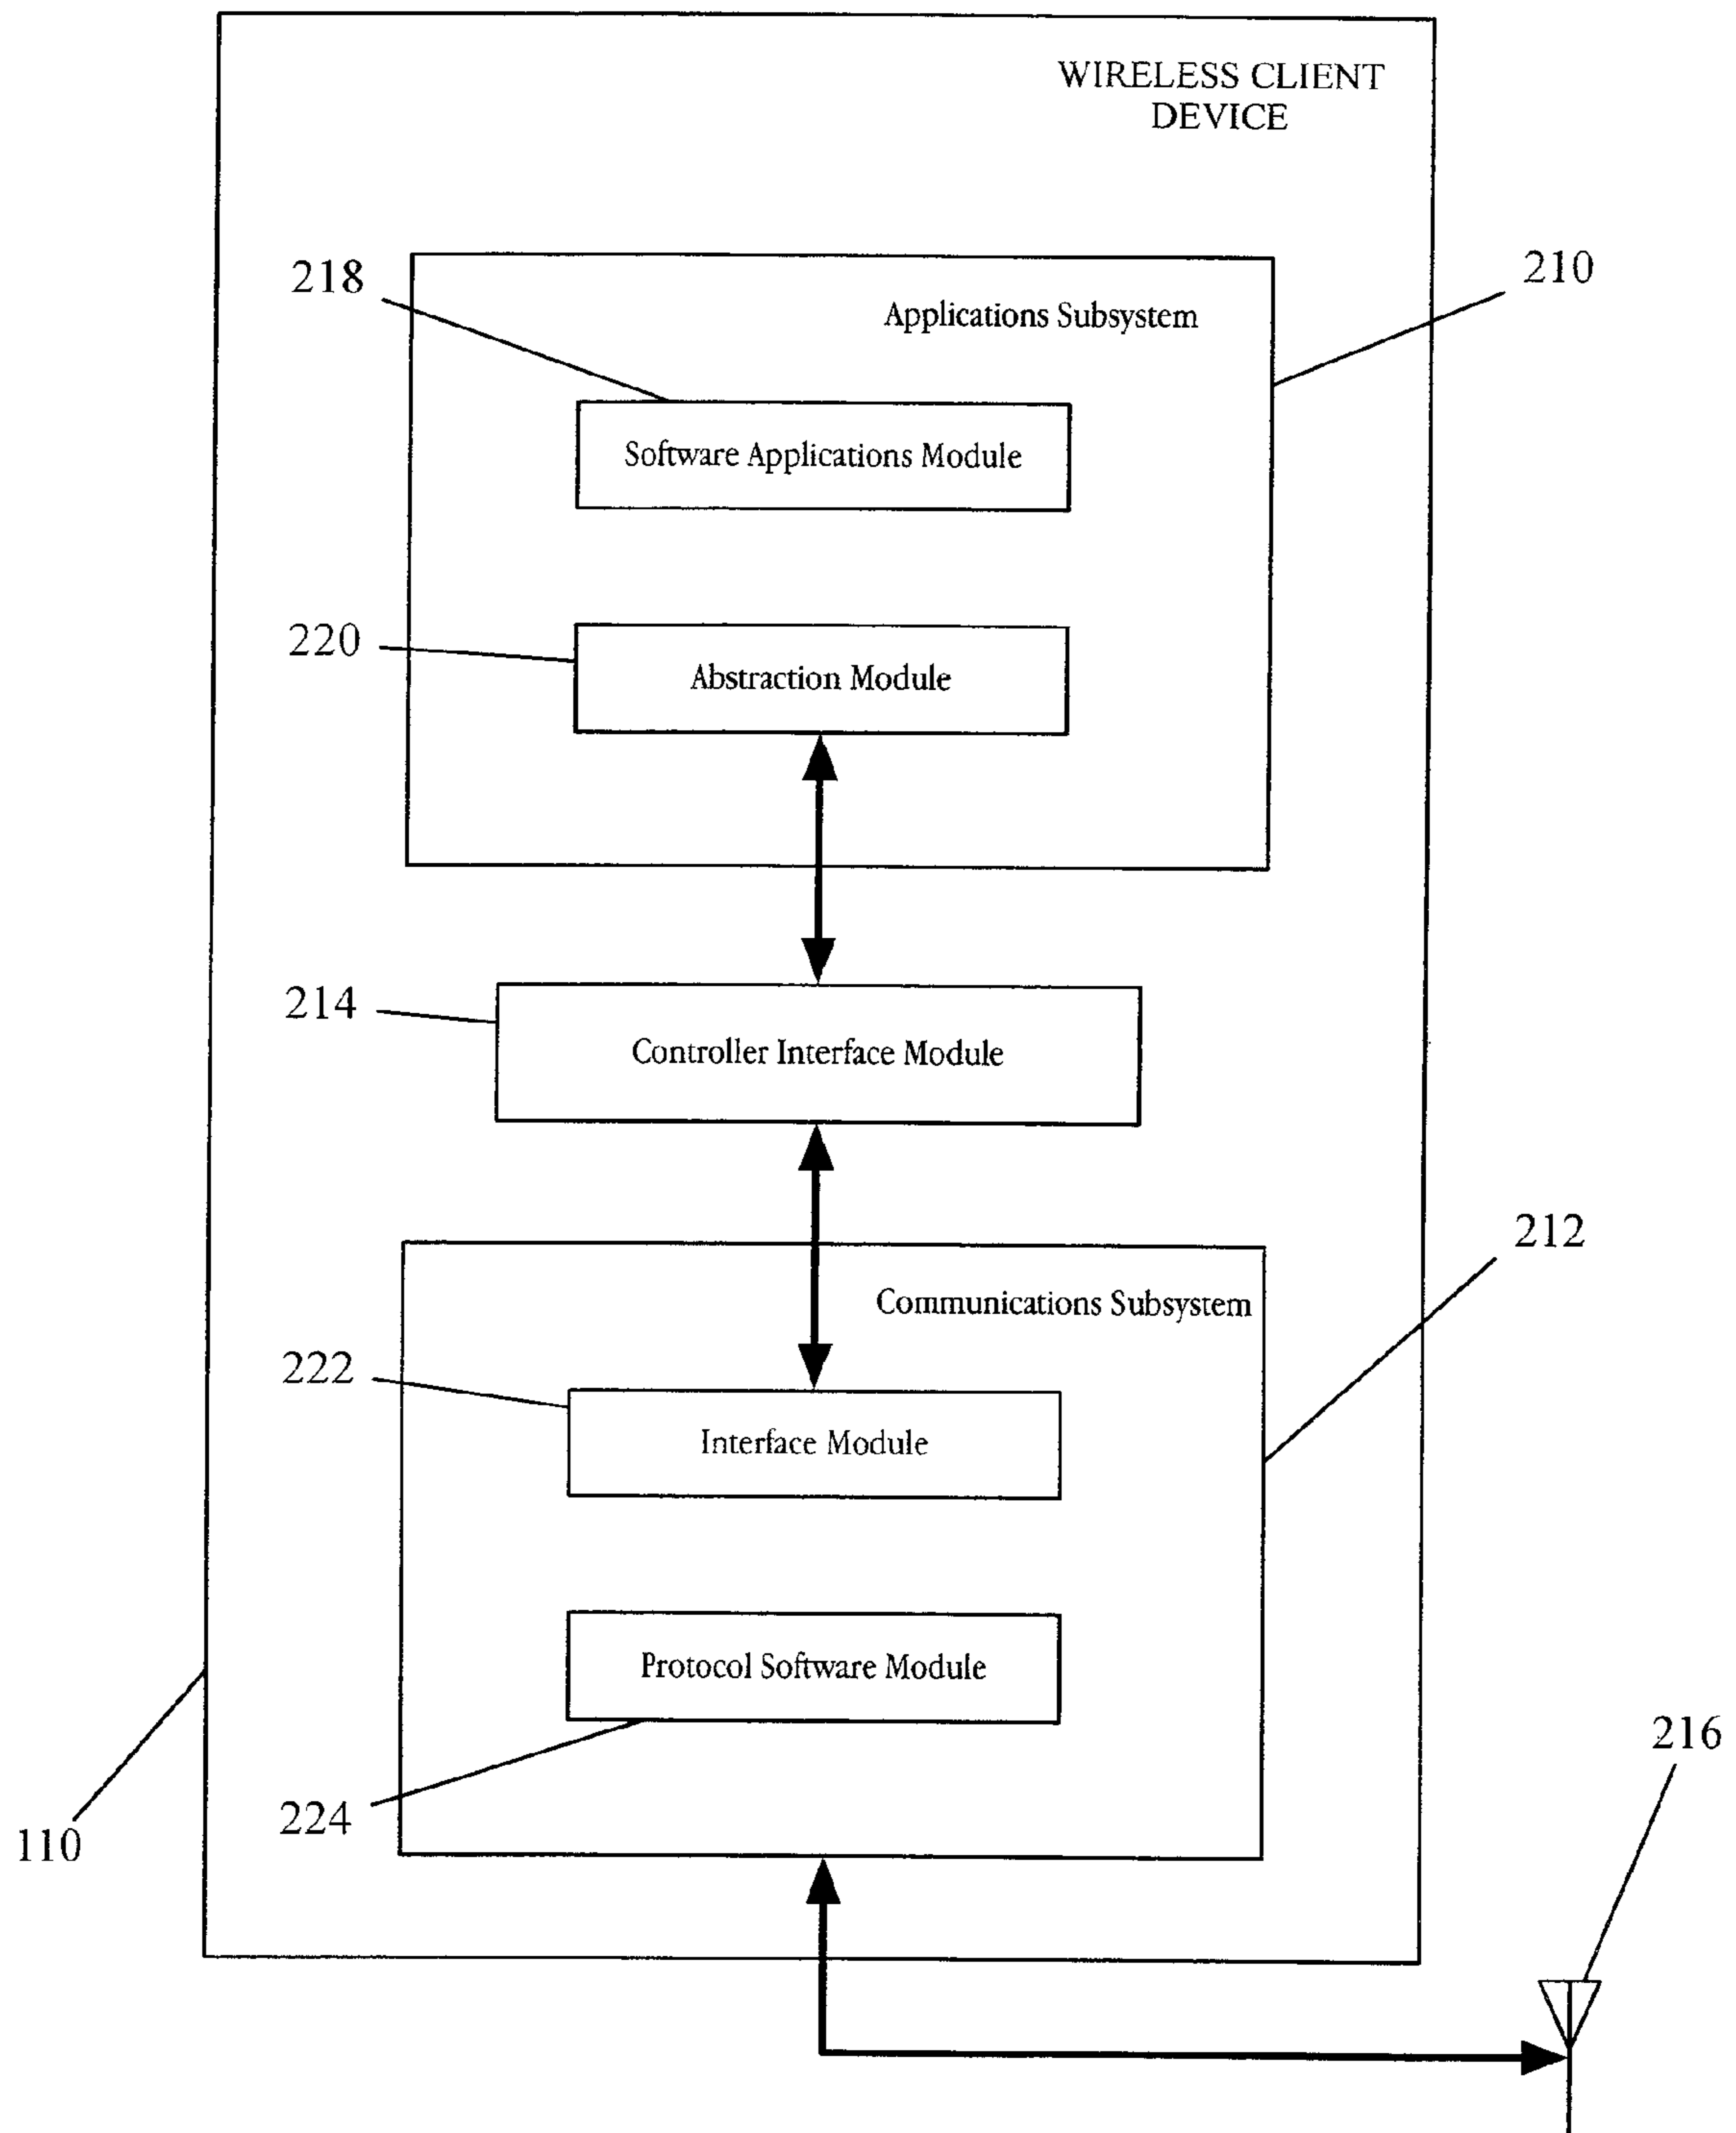 WIRELESS CLIENT
DEVICE
218
210
Applications Subsystem
Software Applications Module
220
Abstraction Module
214
Controller Interface Module
212
Communications Subsystem
222
Interface Module
Protocol Software Module
216
224
110